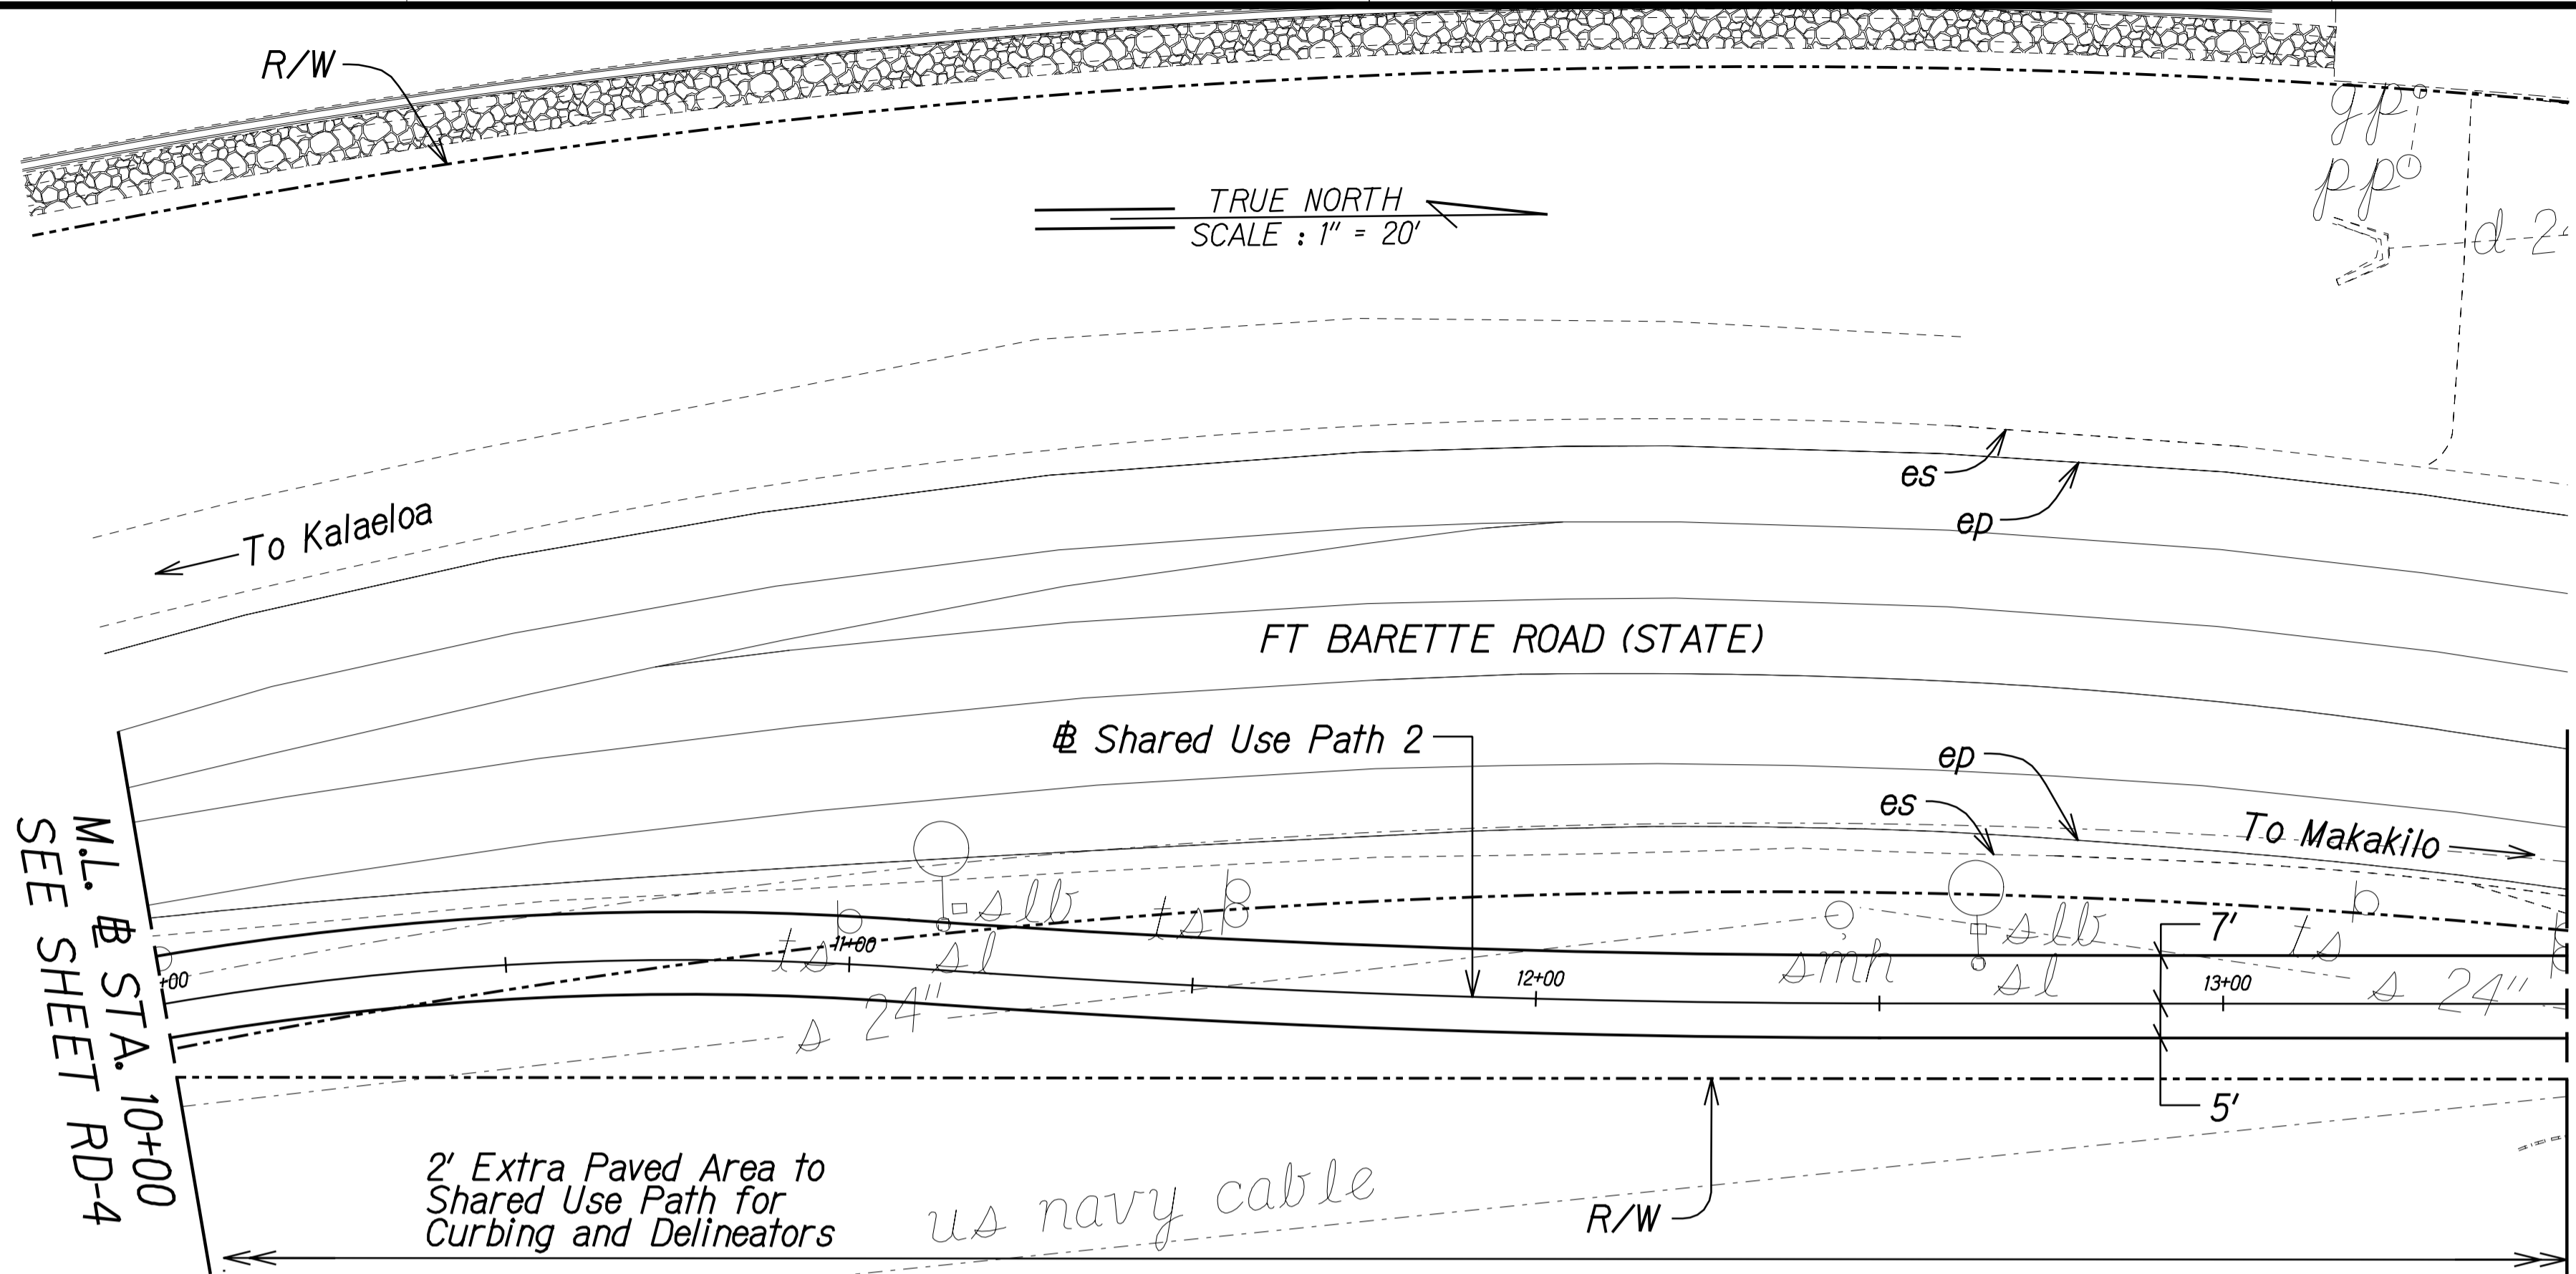 R/W
gp
pp
TRUE NORTH
SCALE : 1" = 20'
d-2
es
ep
To Kalaeloa
FT BARETTE ROAD (STATE)
Shared Use Path 2
ep
es
To Makakilo
slb
ts
ts
11+00
sl
slb
smh
sl
7'
ts
+00
12+00
13+00
s 24"
s 24"
5'
M.L. STA. 10+00
SEE SHEET RD-4
2' Extra Paved Area to
Shared Use Path for
Curbing and Delineators
us navy cable
R/W